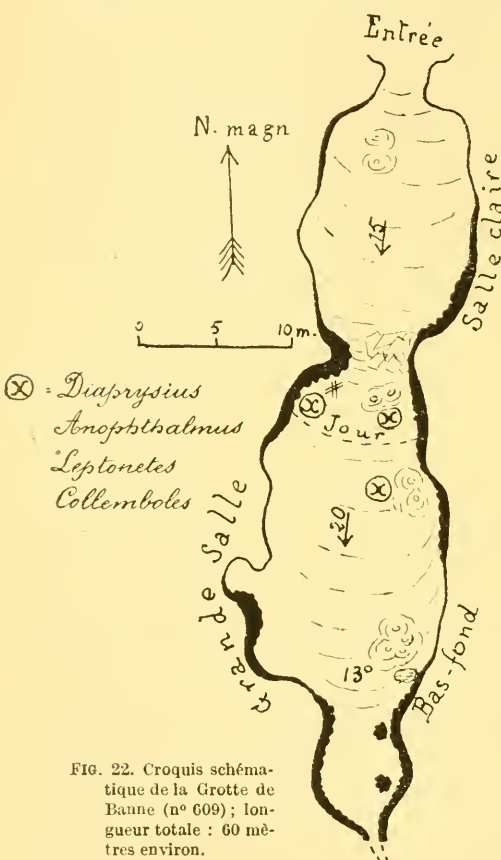 Entrée
N. magn
Salle claire
15
0 5 10 m.
= Diaprysius
Anophthalmus
Leptonetes
Collemboles
Jour
20
Grande Salle
13°
Bas-fond
FIG. 22. Croquis schéma-
tique de la Grotte de
Banne (nº 609) ; lon-
gueur totale : 60 mè-
tres environ.